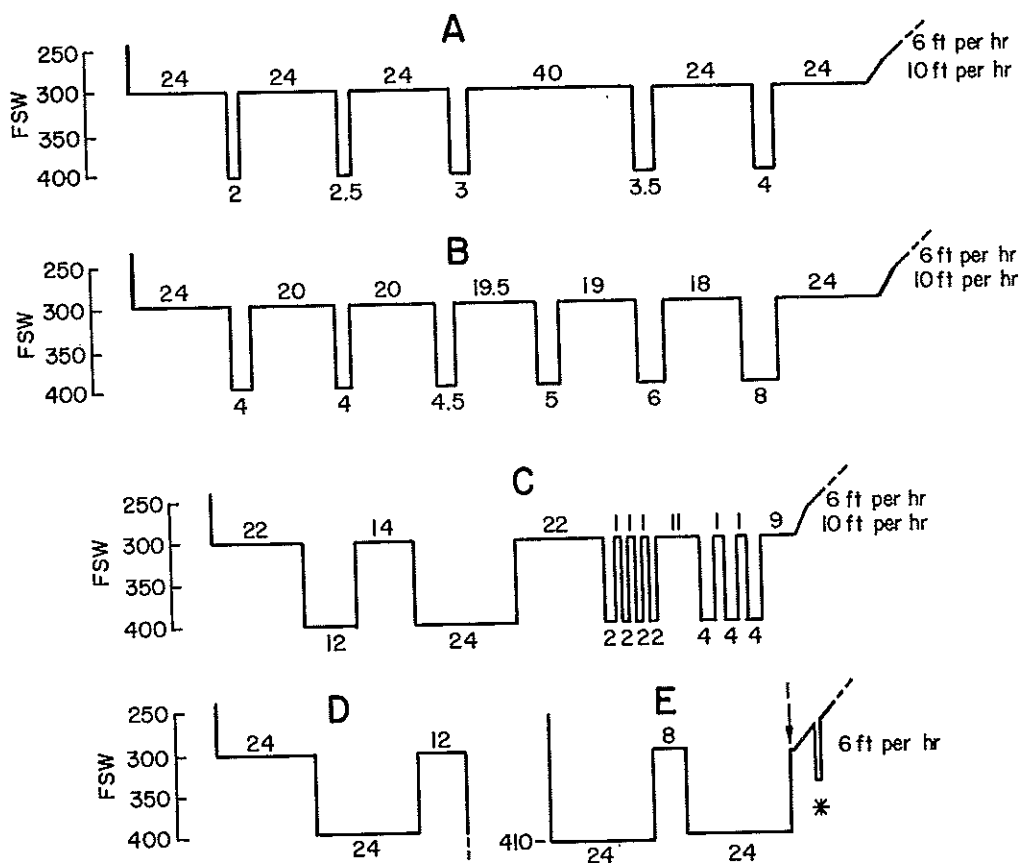 A
250
300
350
400
FSW
24 24 24 40 24 24
2 2.5 3 3.5 4
6 ft per hr
10 ft per hr
B
250
300
350
400
FSW
24 20 20 19.5 19 18 24
4 4 4.5 5 6 8
6 ft per hr
10 ft per hr
C
250
300
350
400
FSW
22 14 22 1 1 1 11 1 1 9
12 24 2 2 2 2 4 4 4
6 ft per hr
10 ft per hr
D
250
300
350
400
FSW
24 12
24
E
8
410
24 24
*
6 ft per hr